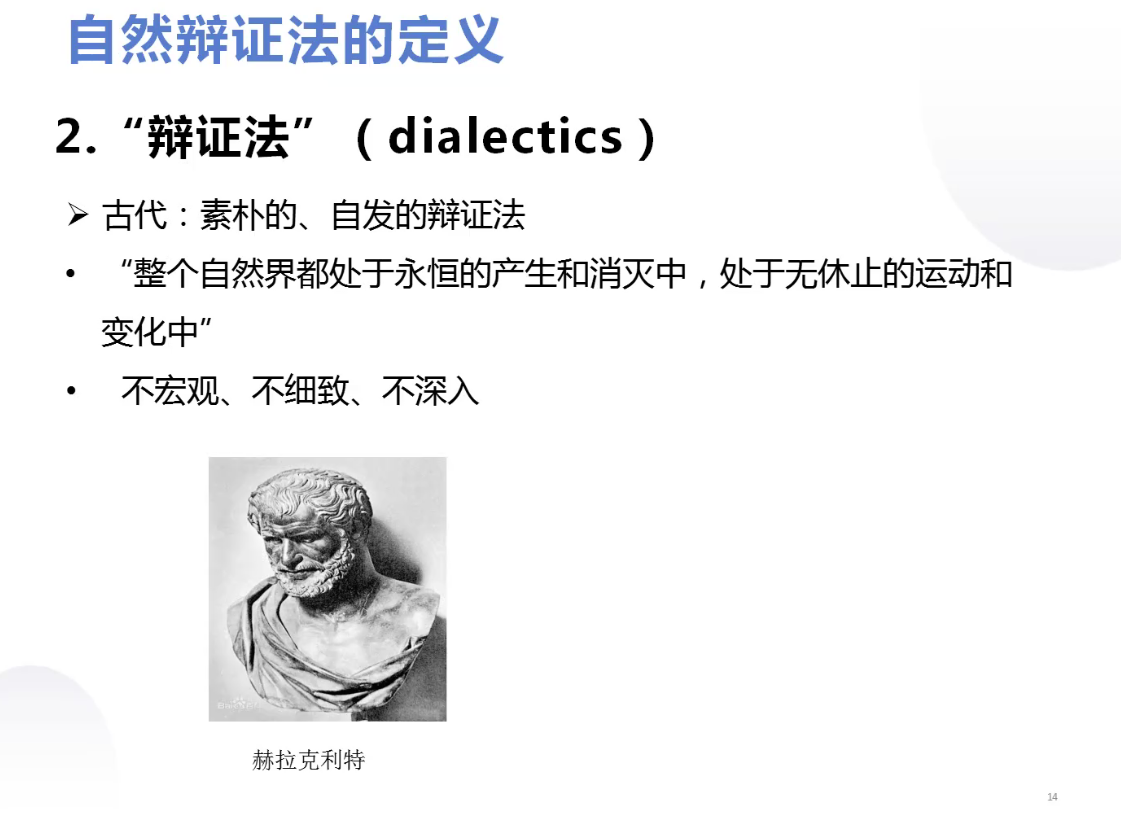 自然辩证法的定义
2.“辩证法”（dialectics）
➢ 古代：素朴的、自发的辩证法
• “整个自然界都处于永恒的产生和消灭中，处于无休止的运动和
变化中”
• 不宏观、不细致、不深入
赫拉克利特
14